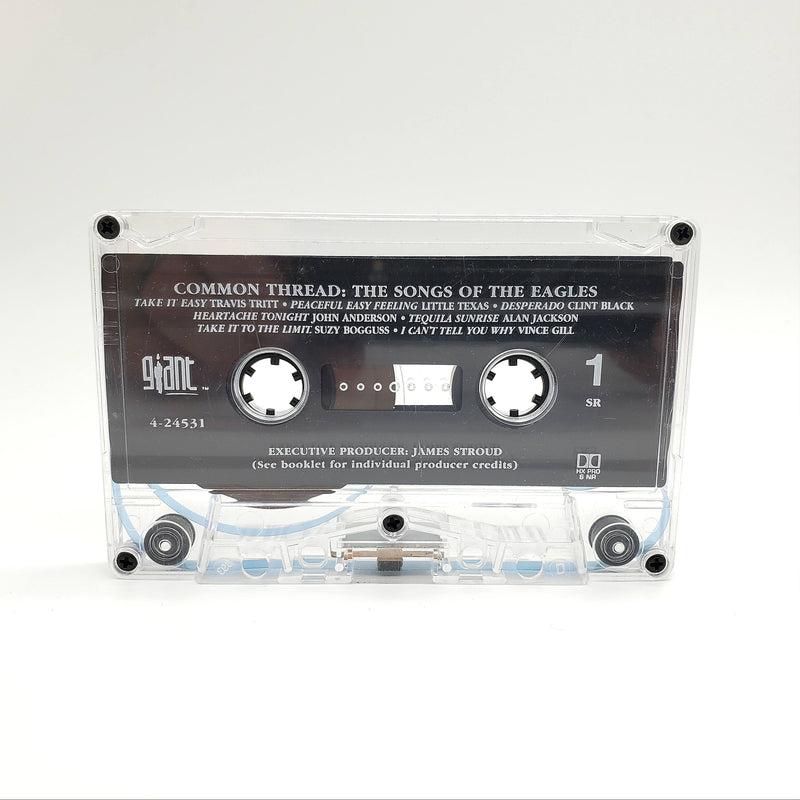 COMMON THREAD: THE SONGS OF THE EAGLES
TAKE IT EASY TRAVIS TRITT • PEACEFUL EASY FEELING LITTLE TEXAS • DESPERADO CLINT BLACK
HEARTACHE TONIGHT JOHN ANDERSON • TEQUILA SUNRISE ALAN JACKSON
TAKE IT TO THE LIMIT SUZY BOGGUSS • I CAN'T TELL YOU WHY VINCE GILL
giant ™
1
SR
4-24531
EXECUTIVE PRODUCER: JAMES STROUD
(See booklet for individual producer credits)
HX PRO
B NR